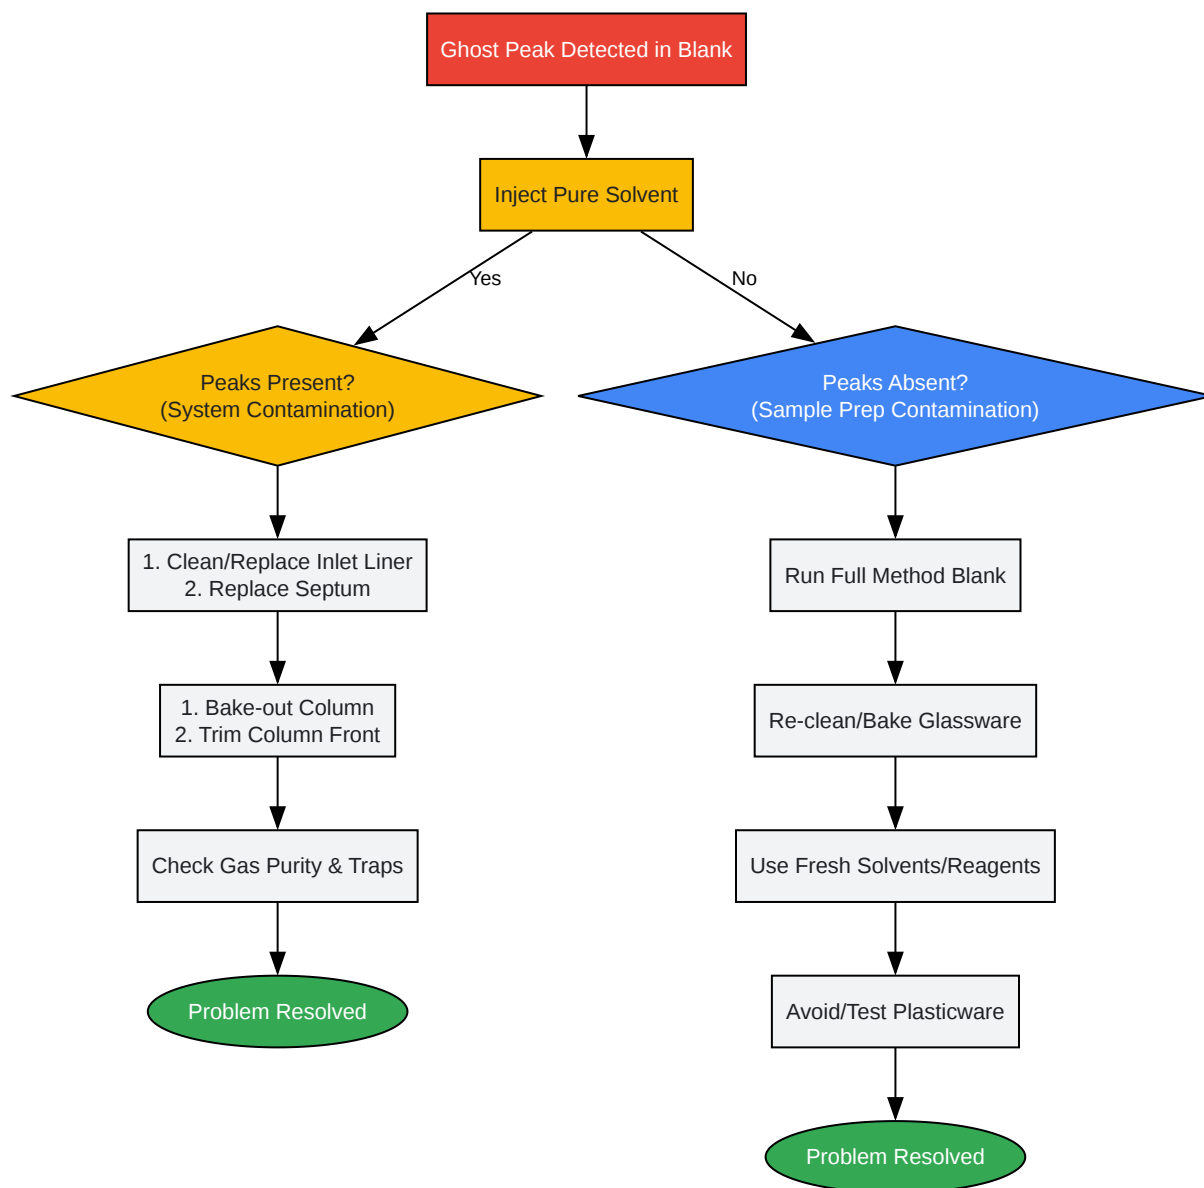 Ghost Peak Detected in Blank
Inject Pure Solvent
Yes
No
Peaks Present?
(System Contamination)
Peaks Absent?
(Sample Prep Contamination)
1. Clean/Replace Inlet Liner
2. Replace Septum
Run Full Method Blank
1. Bake-out Column
2. Trim Column Front
Re-clean/Bake Glassware
Check Gas Purity & Traps
Use Fresh Solvents/Reagents
Problem Resolved
Avoid/Test Plasticware
Problem Resolved